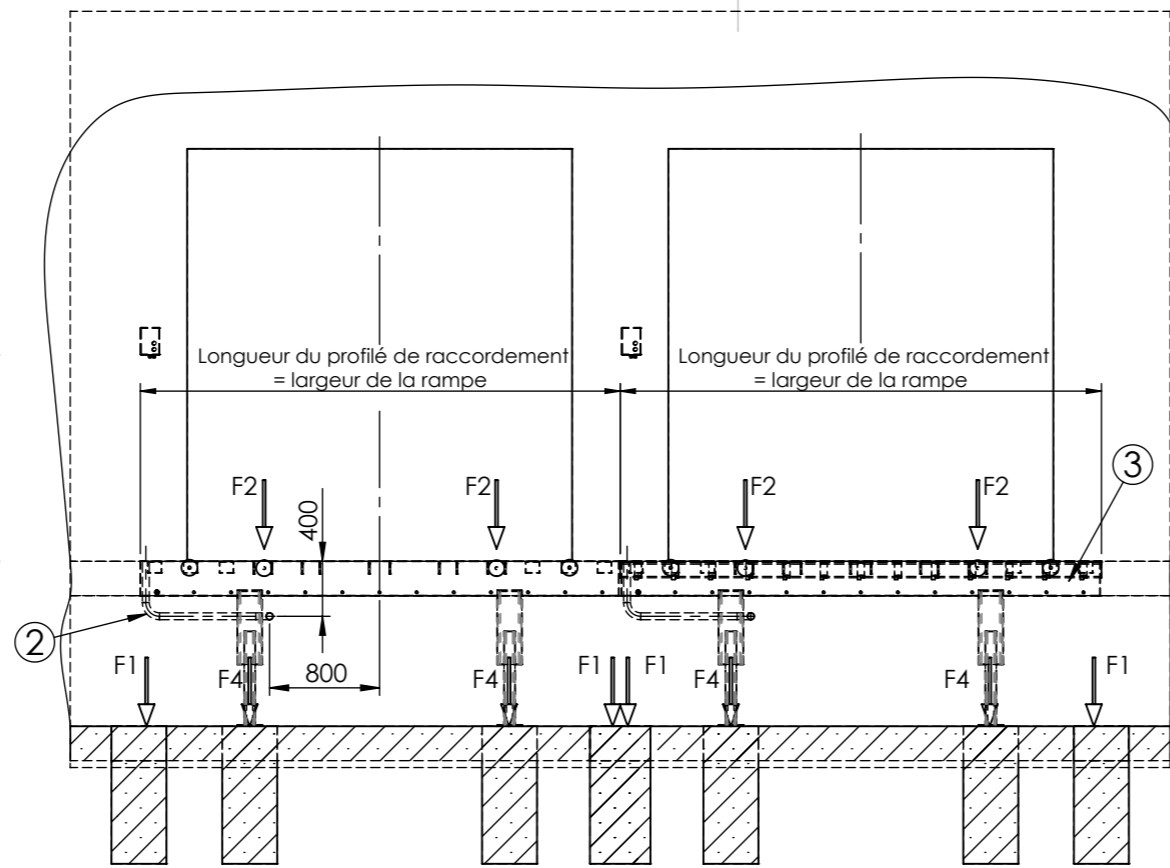 Longueur du profilé de raccordement
= largeur de la rampe
Longueur du profilé de raccordement
= largeur de la rampe
3
F2
F2
F2
F2
400
2
F1
F4
800
F4
F1
F1
F4
F4
F1